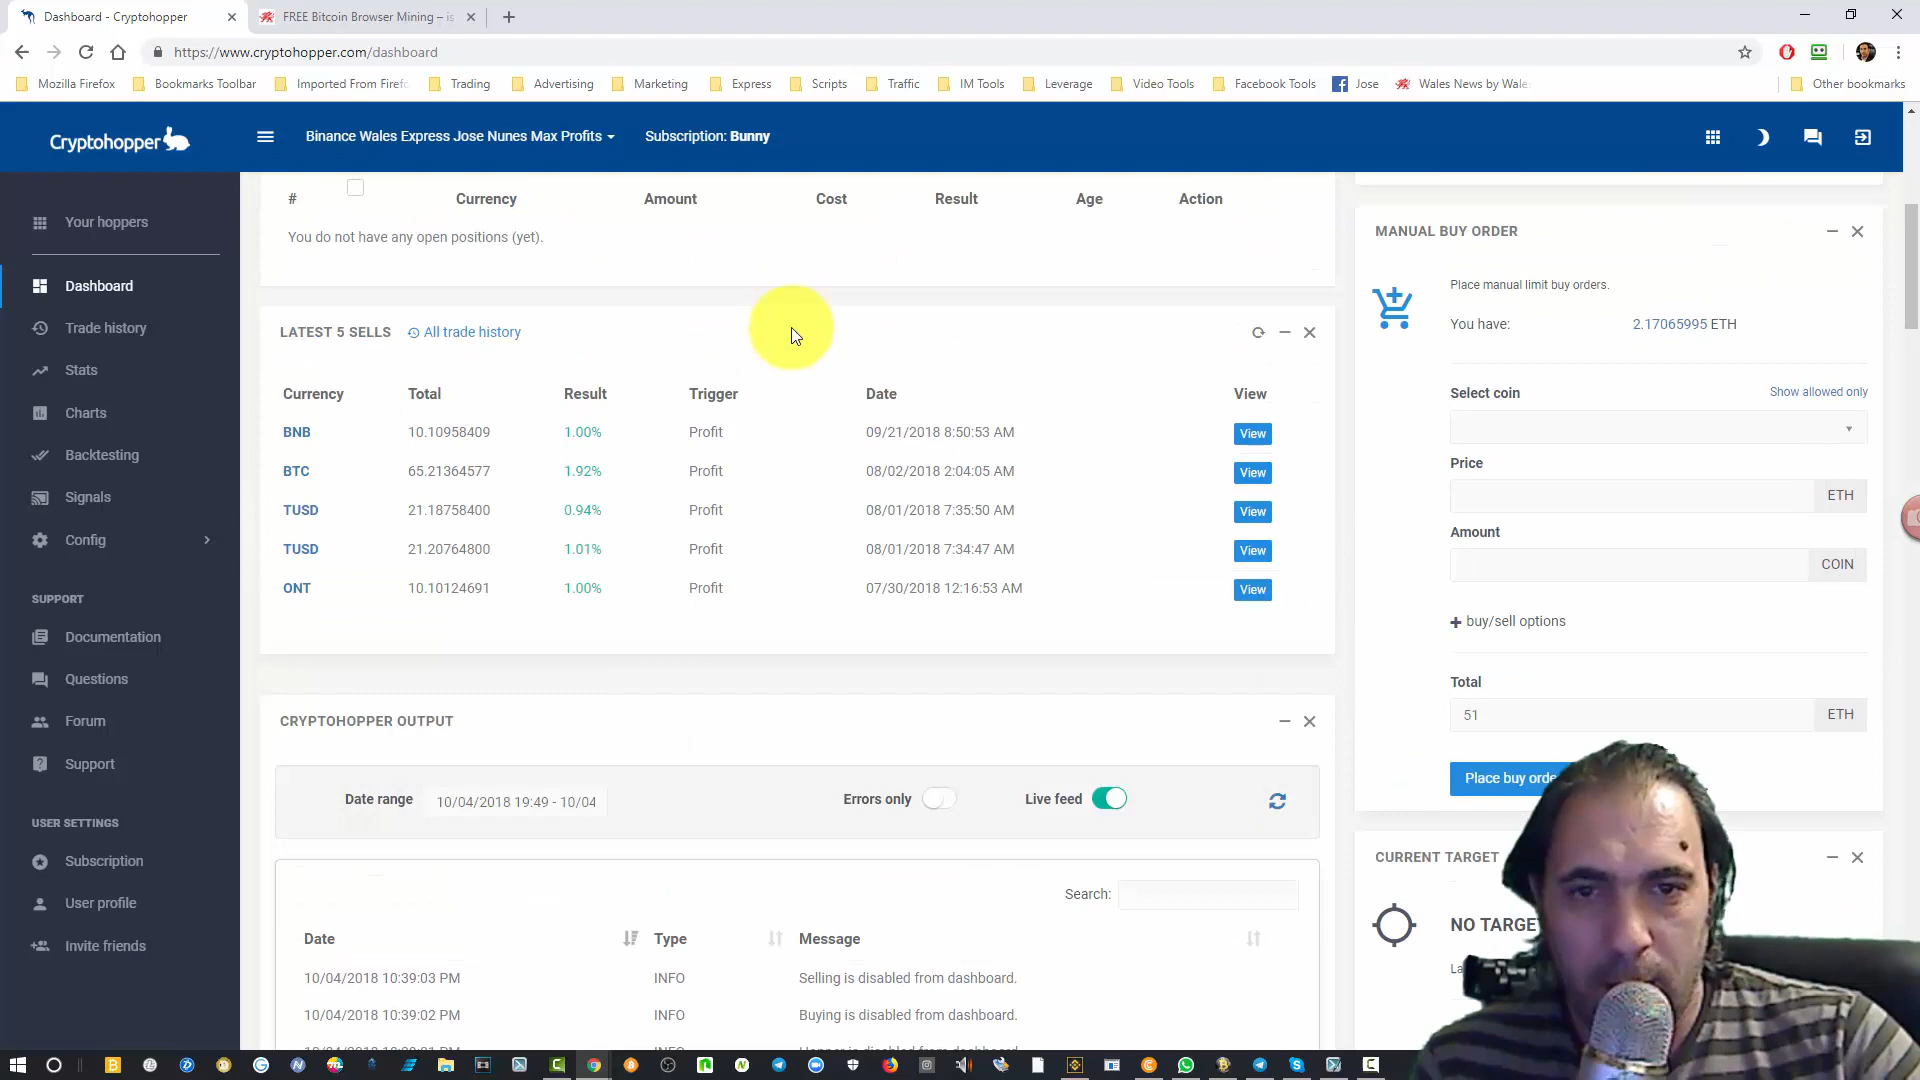 Dashboard - Cryptohopper
FREE Bitcoin Browser Mining – is
https://www.cryptohopper.com/dashboard
Mozilla Firefox Bookmarks Toolbar Imported From Firefo Trading Advertising Marketing Express Scripts Traffic IM Tools Leverage Video Tools Facebook Tools Jose Wales News by Wale Other bookmarks
Cryptohopper
Binance Wales Express Jose Nunes Max Profits
Subscription: Bunny
Your hoppers
Dashboard
Trade history
Stats
Charts
Backtesting
Signals
Config
SUPPORT
Documentation
Questions
Forum
Support
USER SETTINGS
Subscription
User profile
Invite friends
# Currency Amount Cost Result Age Action
You do not have any open positions (yet).
LATEST 5 SELLS All trade history
Currency Total Result Trigger Date View
BNB 10.10958409 1.00% Profit 09/21/2018 8:50:53 AM View
BTC 65.21364577 1.92% Profit 08/02/2018 2:04:05 AM View
TUSD 21.18758400 0.94% Profit 08/01/2018 7:35:50 AM View
TUSD 21.20764800 1.01% Profit 08/01/2018 7:34:47 AM View
ONT 10.10124691 1.00% Profit 07/30/2018 12:16:53 AM View
CRYPTOHOPPER OUTPUT
Date range 10/04/2018 19:49 - 10/04 Errors only Live feed
Search:
Date Type Message
10/04/2018 10:39:03 PM INFO Selling is disabled from dashboard.
10/04/2018 10:39:02 PM INFO Buying is disabled from dashboard.
MANUAL BUY ORDER
Place manual limit buy orders.
You have: 2.17065995 ETH
Select coin Show allowed only
Price
ETH
Amount
COIN
+ buy/sell options
Total
51 ETH
Place buy orde
CURRENT TARGET
NO TARGE
La